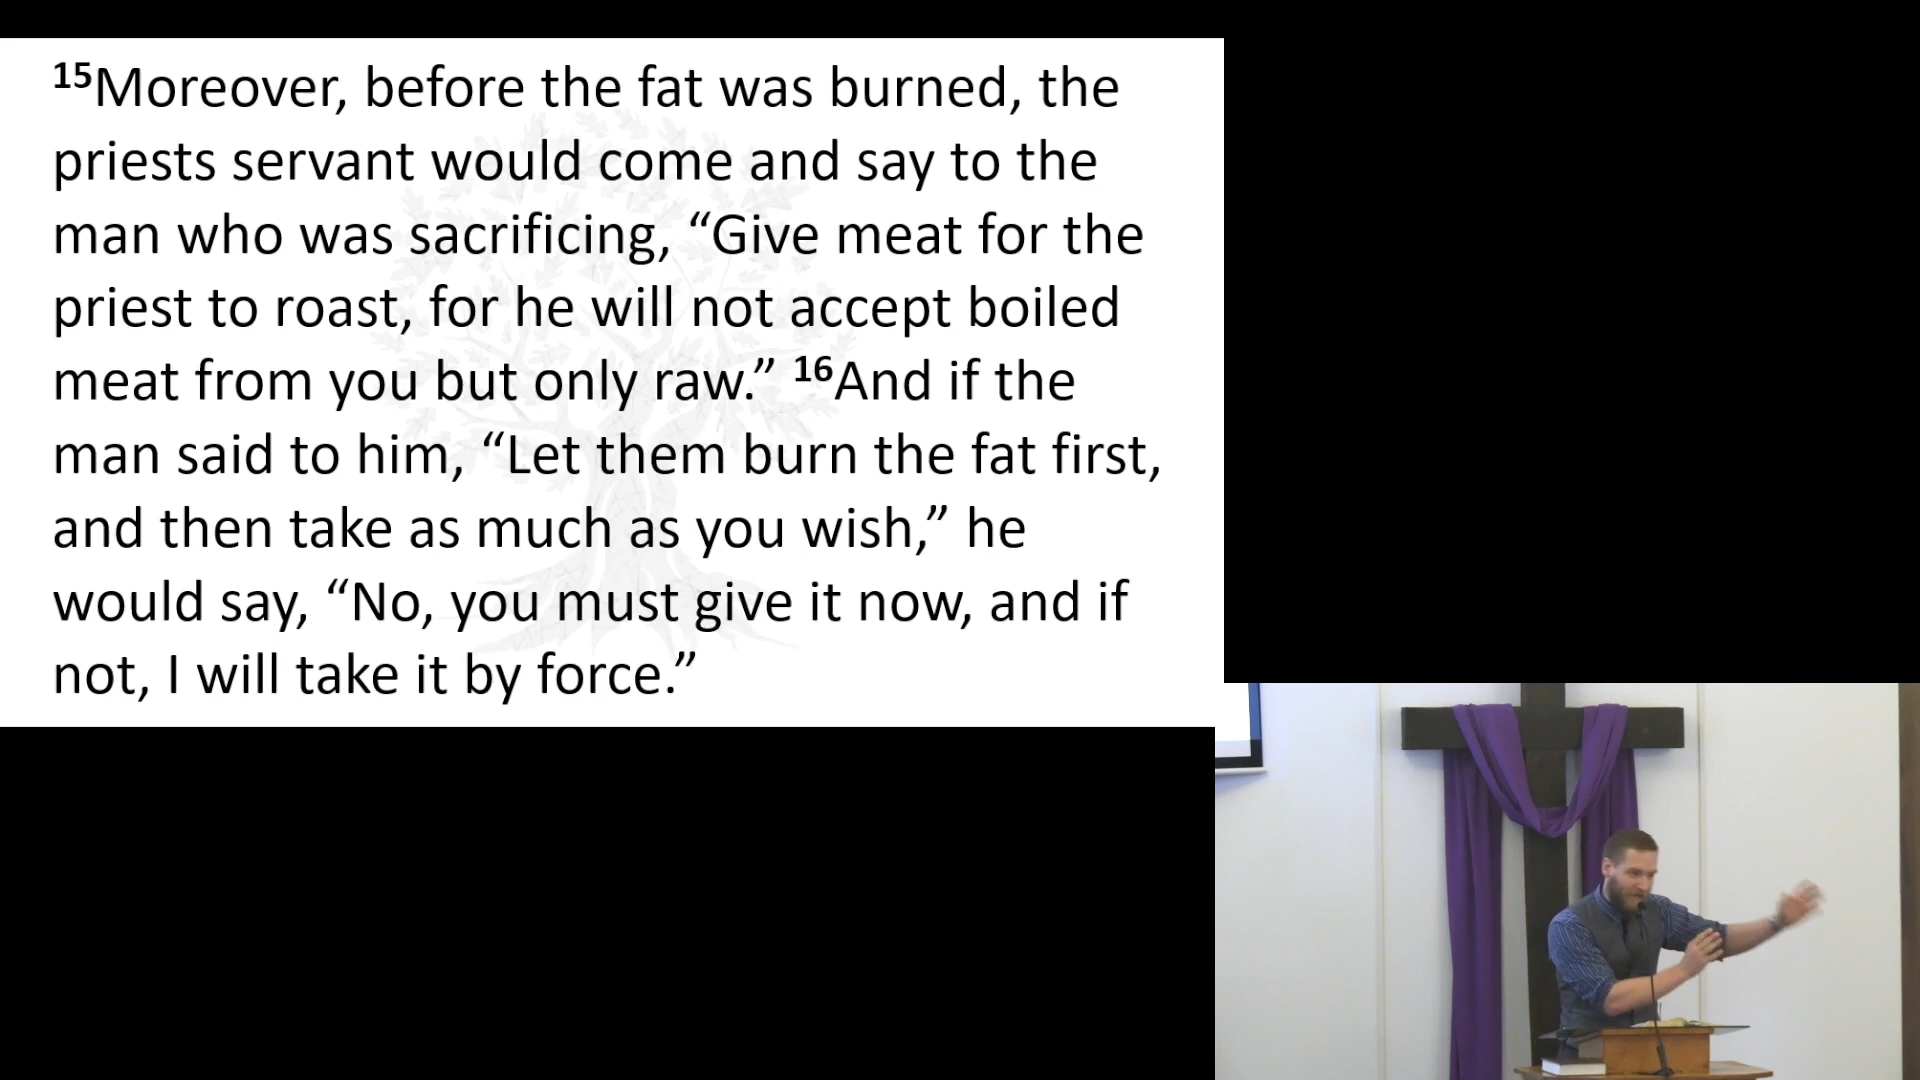 15Moreover, before the fat was burned, the
priests servant would come and say to the
man who was sacrificing, “Give meat for the
priest to roast, for he will not accept boiled
meat from you but only raw.” 16And if the
man said to him, “Let them burn the fat first,
and then take as much as you wish,” he
would say, “No, you must give it now, and if
not, I will take it by force.”